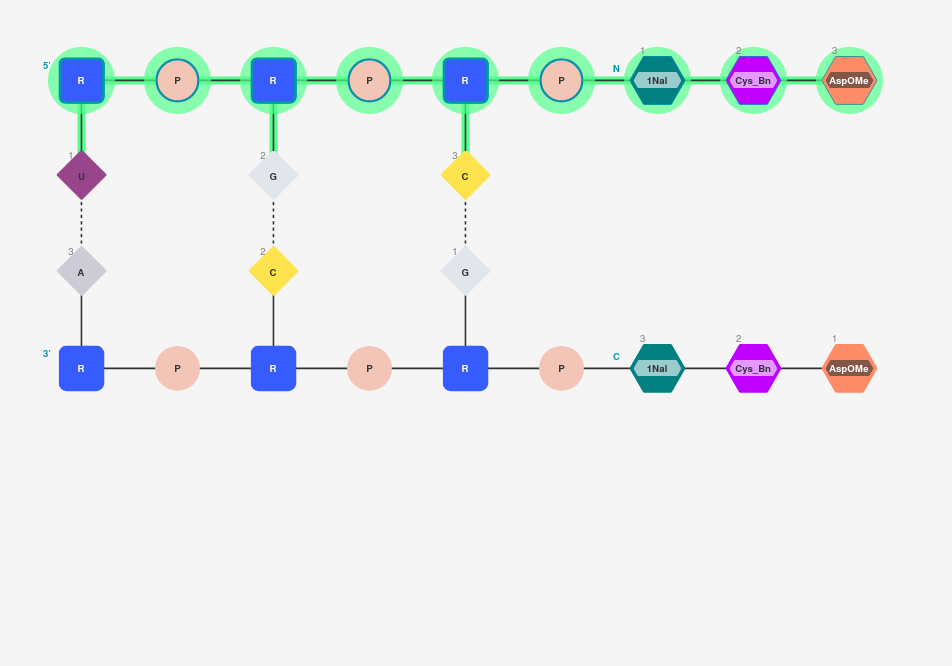 5' R P R P R P N 1 1Nal 2 Cys_Bn 3 AspOMe
1 U 2 G 3 C
3 A 2 C 1 G
3' R P R P R P C 3 1Nal 2 Cys_Bn 1 AspOMe